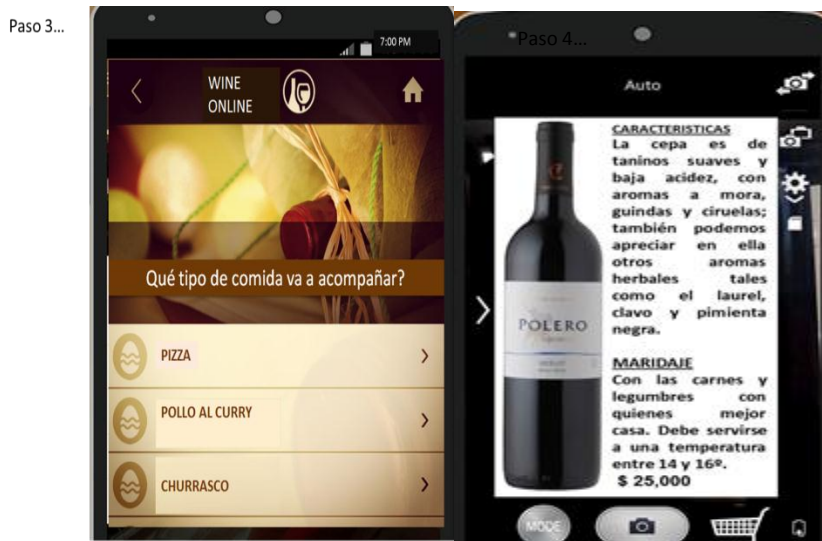 Paso 3...
7:00 PM
WINE
ONLINE
Qué tipo de comida va a acompañar?
PIZZA
POLLO AL CURRY
CHURRASCO
Paso 4...
Auto
CARACTERISTICAS
La cepa es de
taninos suaves y
baja acidez, con
aromas a mora,
guindas y ciruelas;
también podemos
apreciar en ella
otros aromas
herbales tales
como el laurel,
clavo y pimienta
negra.
MARIDAJE
Con las carnes y
legumbres con
quienes mejor
casa. Debe servirse
a una temperatura
entre 14 y 16º.
$ 25,000
POLERO
MODE